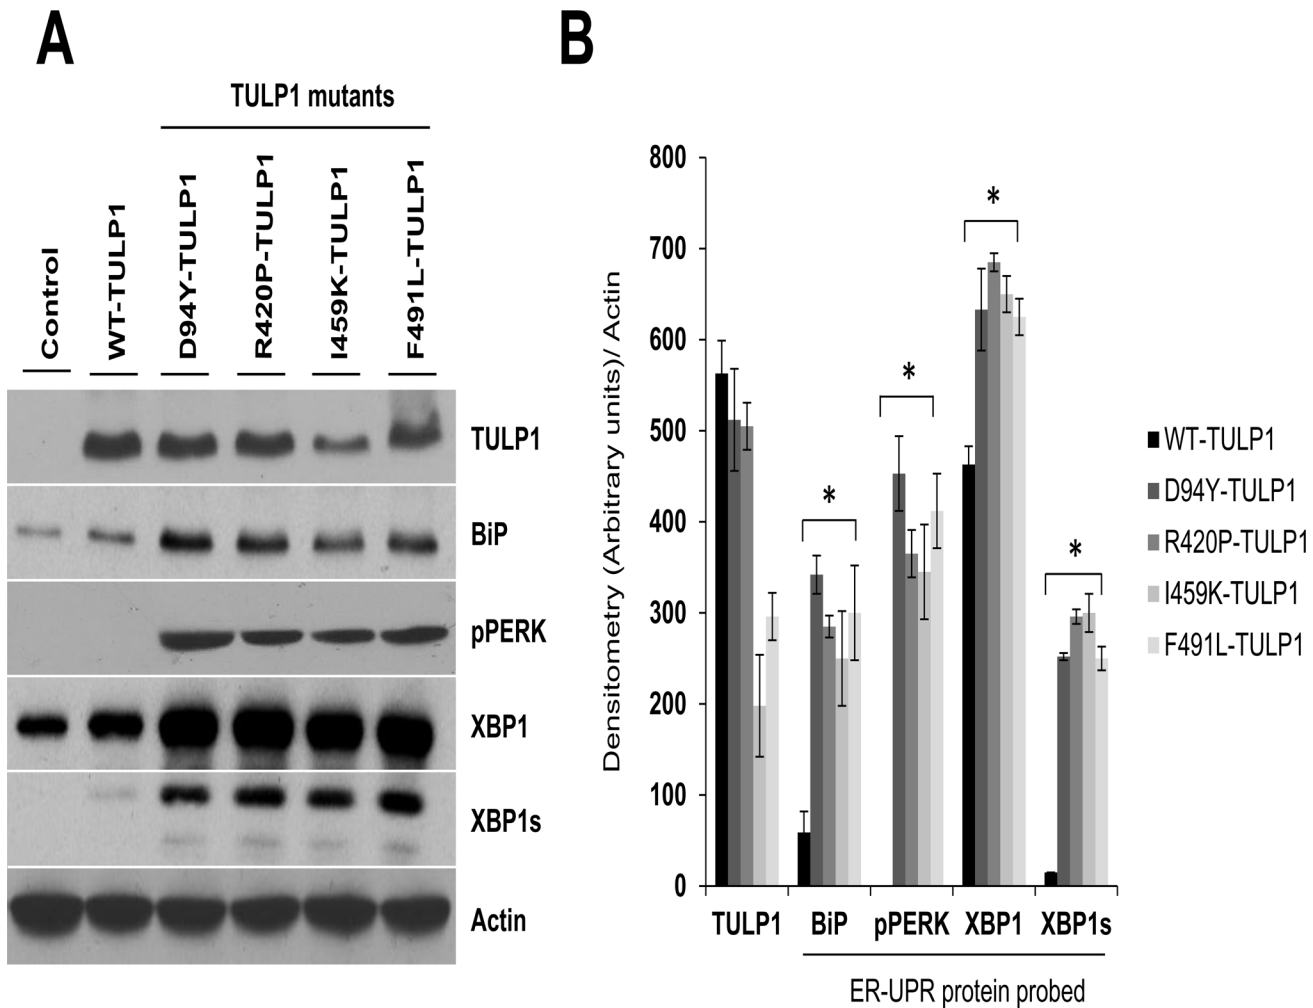 A
TULP1 mutants
Control
WT-TULP1
D94Y-TULP1
R420P-TULP1
I459K-TULP1
F491L-TULP1
TULP1
BiP
pPERK
XBP1
XBP1s
Actin
B
Densitometry (Arbitrary units)/ Actin
800
700
600
500
400
300
200
100
0
*
*
*
*
TULP1 BiP pPERK XBP1 XBP1s
ER-UPR protein probed
WT-TULP1
D94Y-TULP1
R420P-TULP1
I459K-TULP1
F491L-TULP1